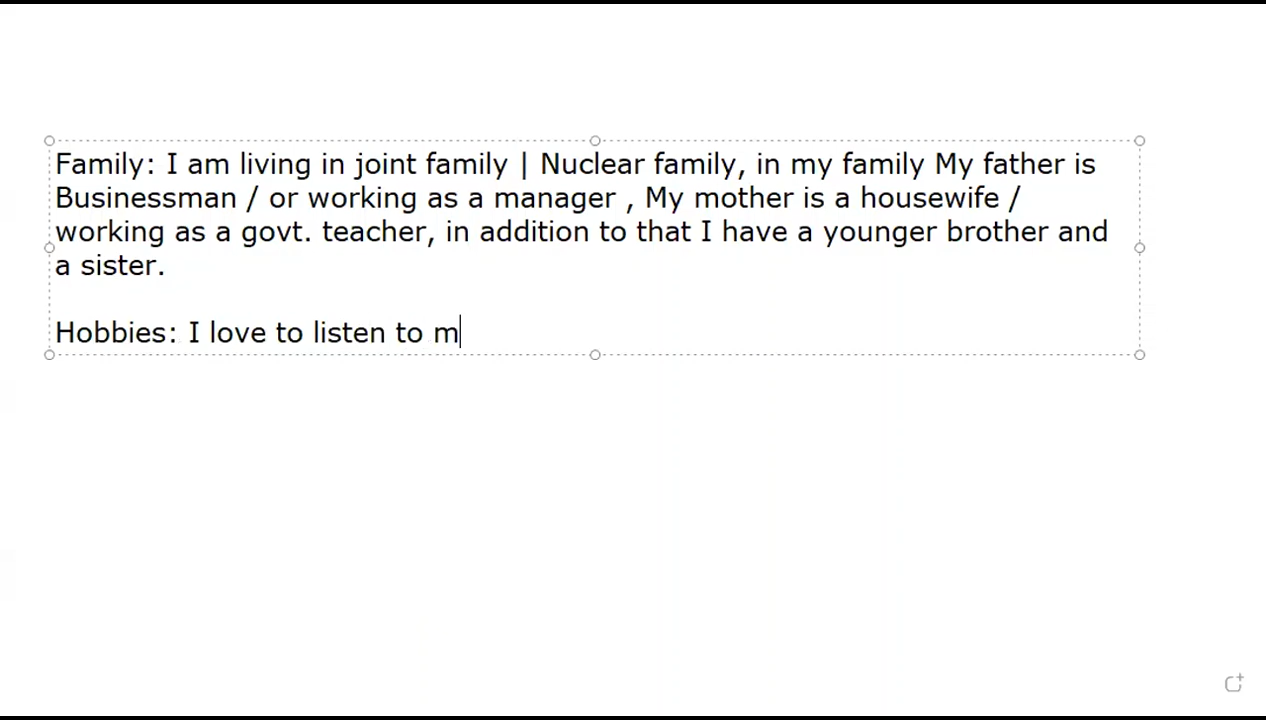 Family: I am living in joint family | Nuclear family, in my family My father is
Businessman / or working as a manager , My mother is a housewife /
working as a govt. teacher, in addition to that I have a younger brother and
a sister.
Hobbies: I love to listen to m